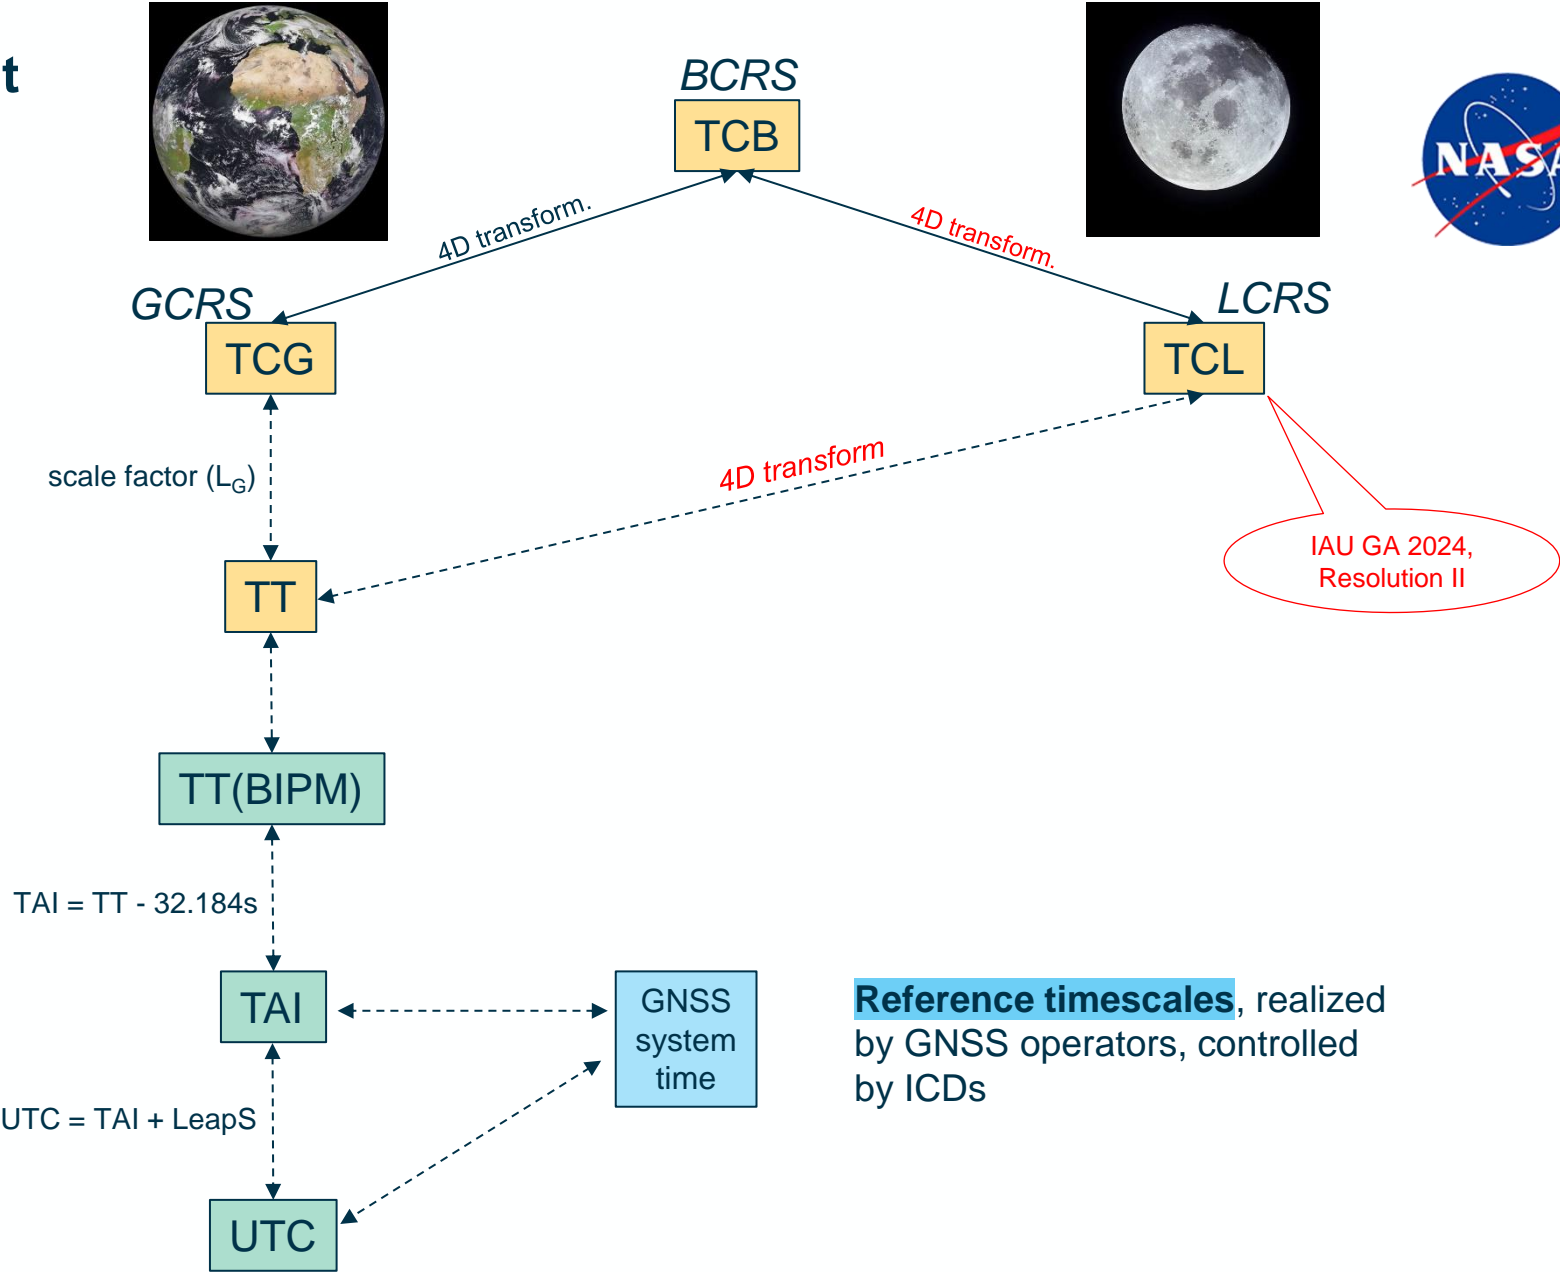 t
BCRS
TCB
NASA
4D transform.
4D transform.
GCRS
LCRS
TCG
TCL
4D transform
scale factor (LG)
IAU GA 2024,
Resolution II
TT
TT(BIPM)
TAI = TT - 32.184s
TAI
GNSS
system
time
Reference timescales, realized
by GNSS operators, controlled
by ICDs
UTC = TAI + LeapS
UTC